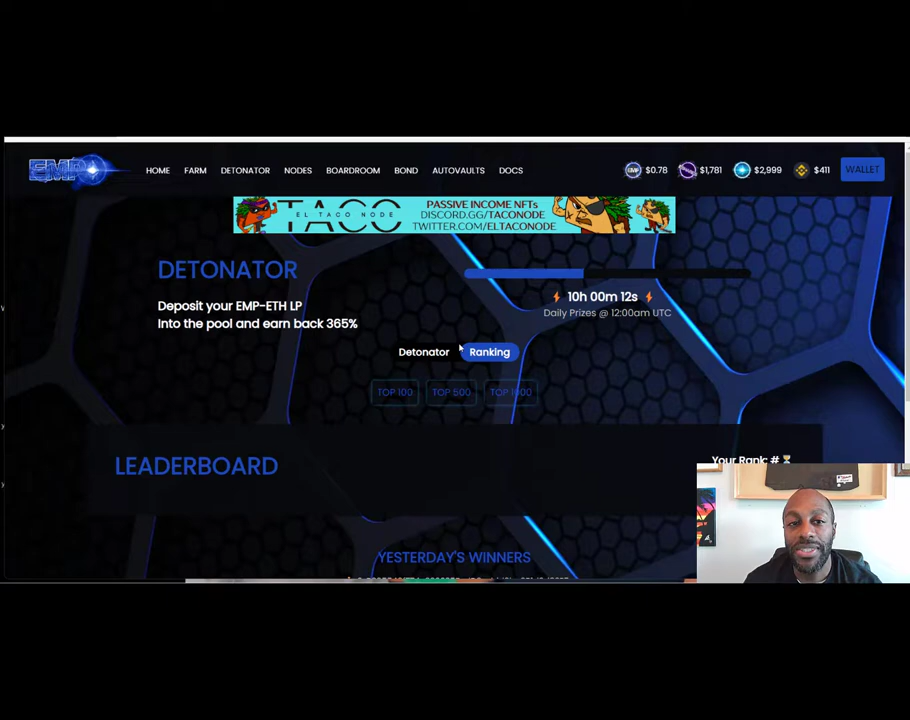 EMP
HOME FARM DETONATOR NODES BOARDROOM BOND AUTOVAULTS DOCS
EMP $0.78 $1,781 $2,999 $411 WALLET
TACO
EL TACO NODE
PASSIVE INCOME NFTs
DISCORD.GG/TACONODE
TWITTER.COM/ELTACONODE
DETONATOR
Deposit your EMP-ETH LP
Into the pool and earn back 365%
10h 00m 12s
Daily Prizes @ 12:00am UTC
Detonator Ranking
TOP 100 TOP 500 TOP 1000
LEADERBOARD
Your Rank: #
YESTERDAY'S WINNERS